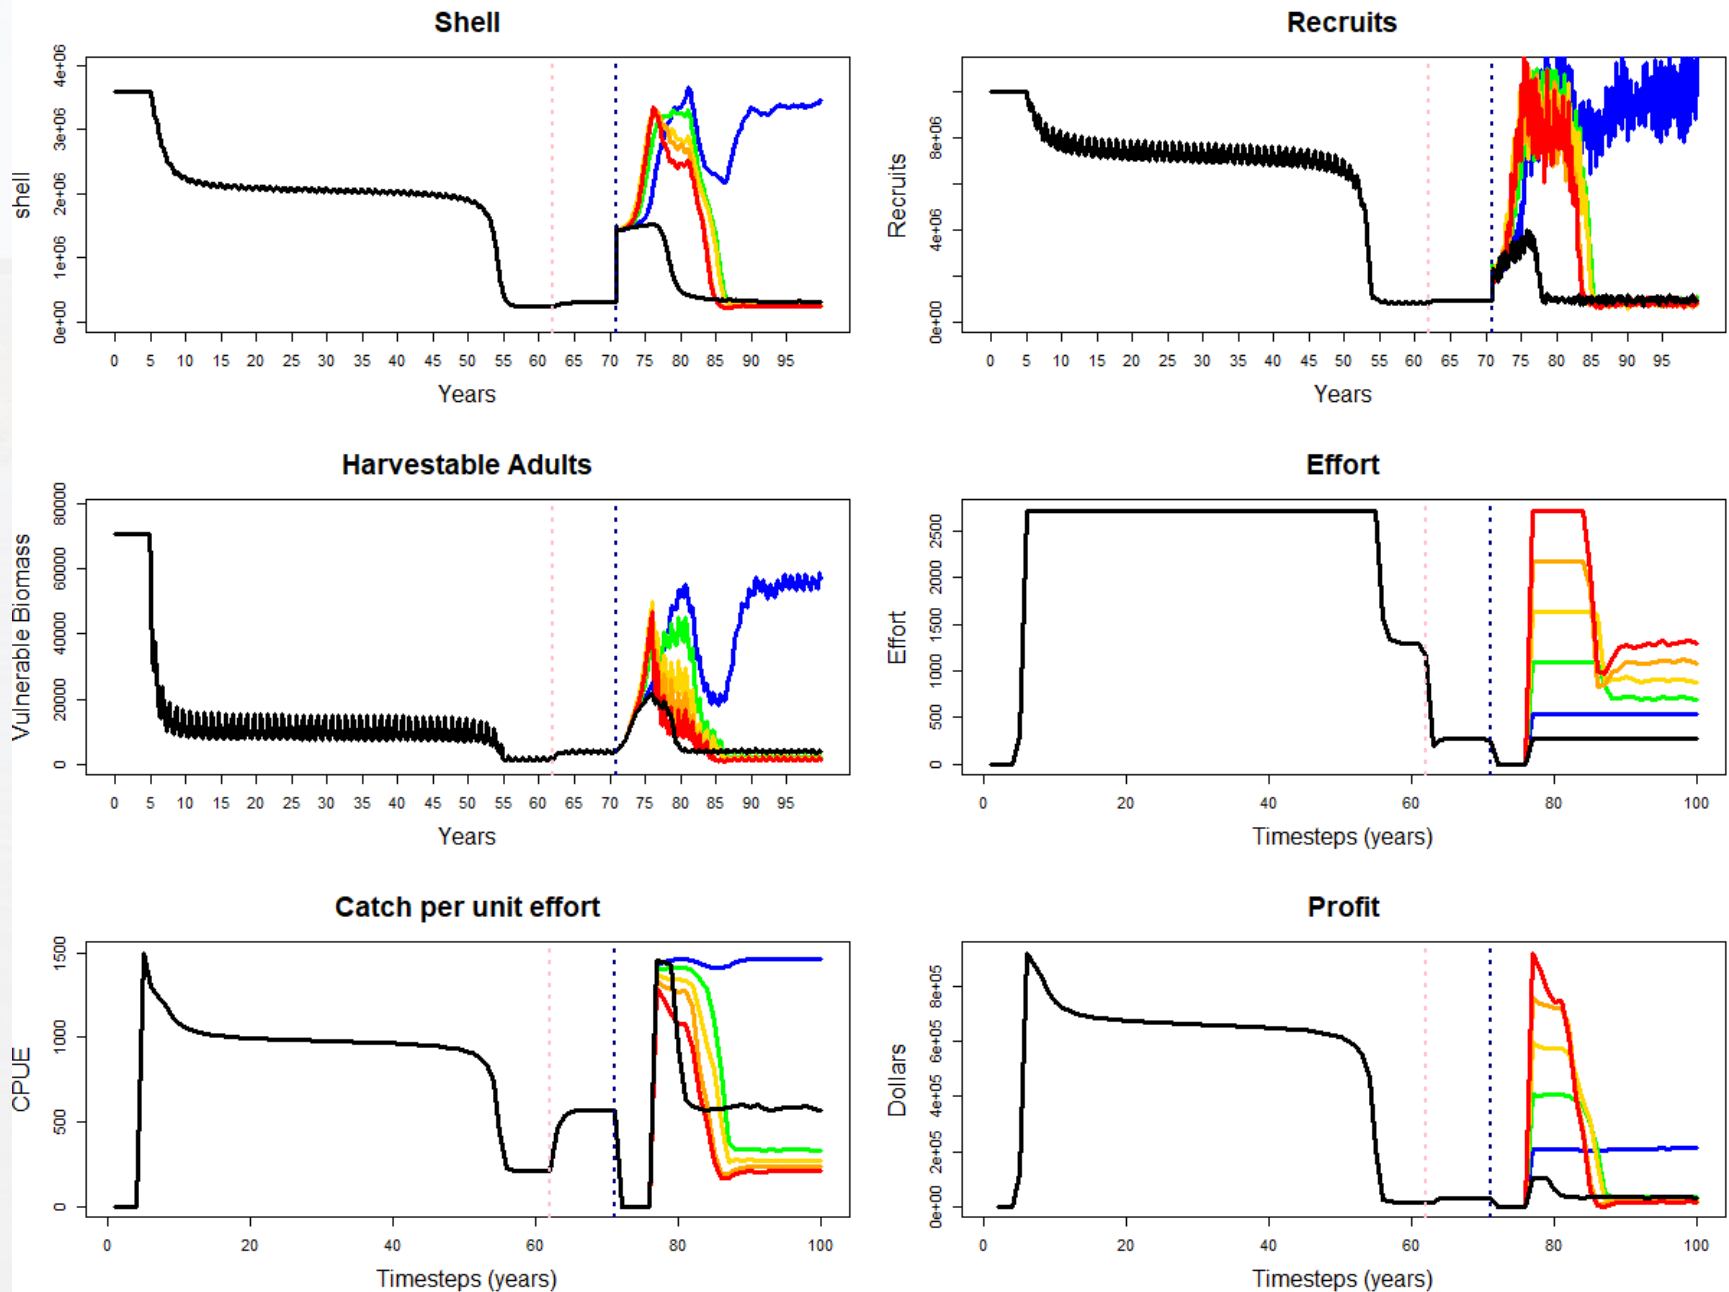 Shell
shell
0e+00 1e+06 2e+06 3e+06 4e+06
0 5 10 15 20 25 30 35 40 45 50 55 60 65 70 75 80 85 90 95
Years
Recruits
Recruits
0e+00 4e+06 8e+06
0 5 10 15 20 25 30 35 40 45 50 55 60 65 70 75 80 85 90 95
Years
Harvestable Adults
Vulnerable Biomass
0 20000 40000 60000 80000
0 5 10 15 20 25 30 35 40 45 50 55 60 65 70 75 80 85 90 95
Years
Effort
Effort
0 500 1000 1500 2000 2500
0 20 40 60 80 100
Timesteps (years)
Catch per unit effort
CPUE
0 500 1000 1500
0 20 40 60 80 100
Timesteps (years)
Profit
Dollars
0e+00 2e+05 4e+05 6e+05 8e+05
0 20 40 60 80 100
Timesteps (years)